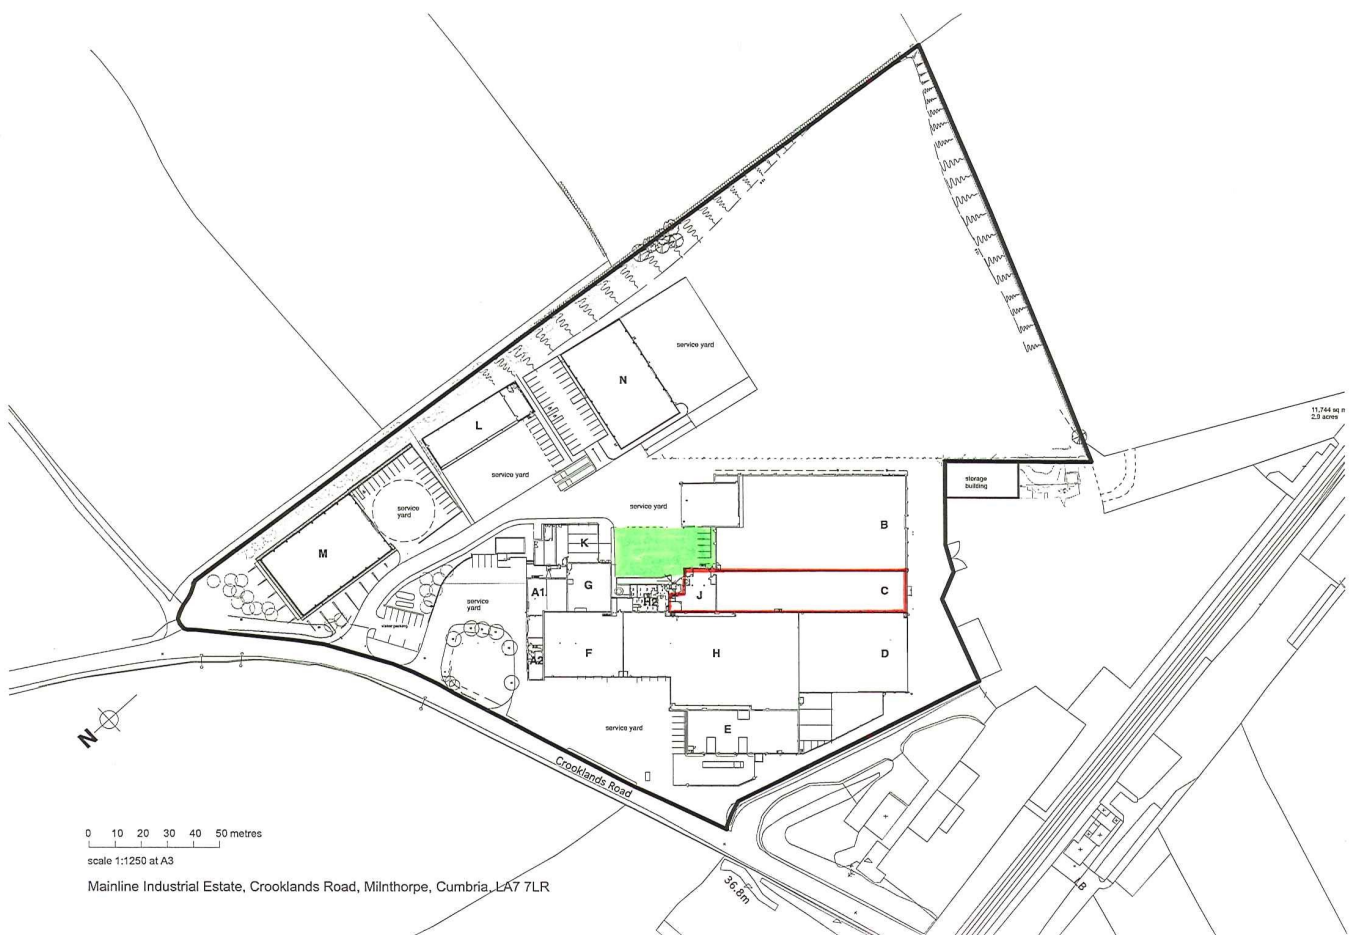 N
service yard
L
11,744 sq m
2.9 acres
service yard
storage
building
service
yard
service yard
B
K
M
G
A1
J
C
service
yard
H2
visitor parking
F
H
D
A2
service yard
E
N
Crooklands Road
0 10 20 30 40 50 metres
scale 1:1250 at A3
Mainline Industrial Estate, Crooklands Road, Milnthorpe, Cumbria, LA7 7LR
36.8m
LB